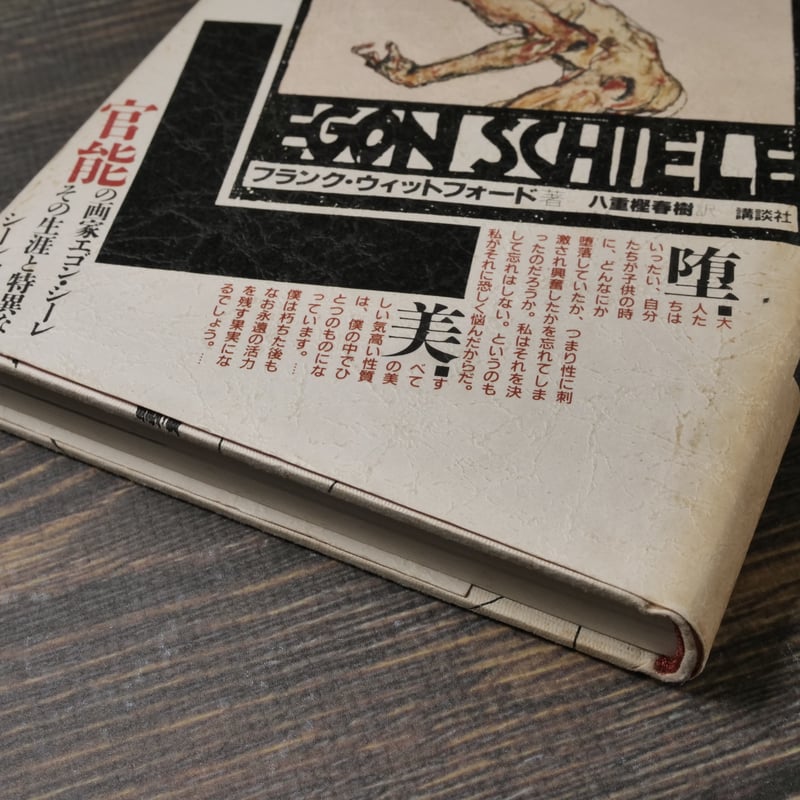 EGON SCHIELE
フランク・ウィットフォード著 八重樫春樹訳 講談社
堕.
大人たちは
いったい、自分
たちが子供の時
に、どんなにか
堕落していたか、つまり性に刺
激され興奮したかを忘れてしま
ったのだろうか。私はそれを決
して忘れはしない。というのも
私がそれに恐しく悩んだからだ。
美.
すべての美
しい気高い性質
は、僕の中でひ
とつのものにな
っています。……
僕は朽ちた後も
なお永遠の活力
を残す果実にな
るでしょう。……
官能の画家エゴン・シーレ
その生涯と特異な
シーレ